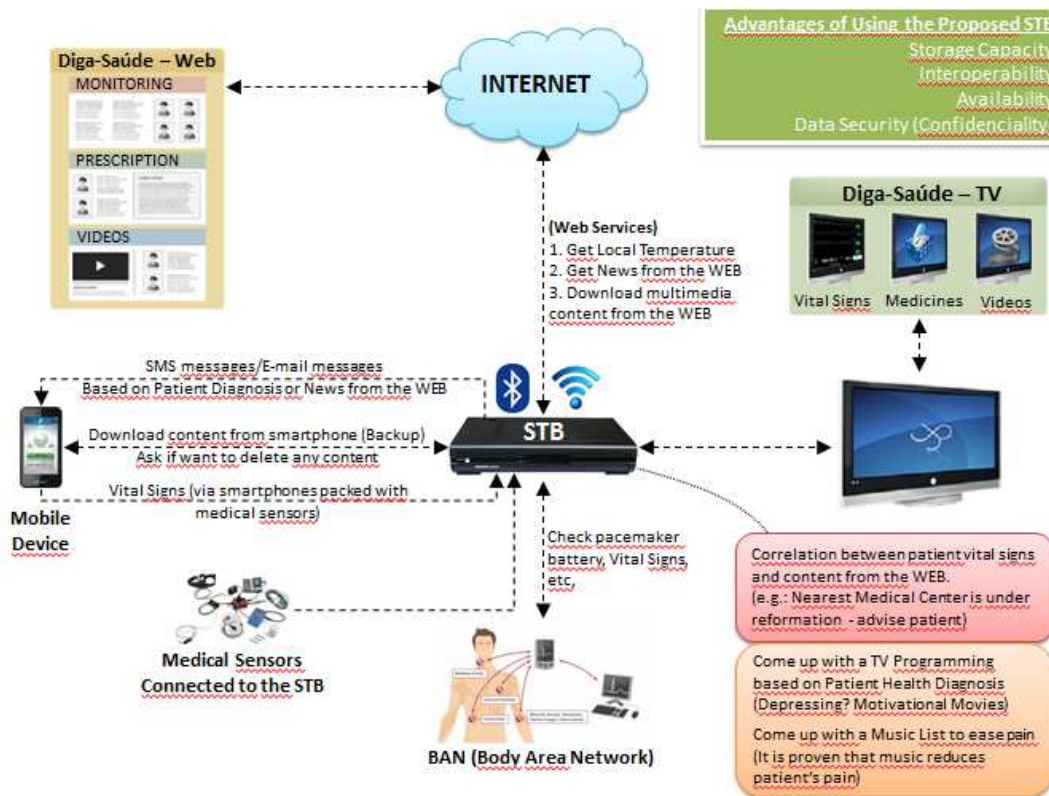 Diga-Saúde – Web
MONITORING
PRESCRIPTION
VIDEOS
INTERNET
Advantages of Using the Proposed STB
Storage Capacity
Interoperability
Availability
Data Security (Confidenciality
(Web Services)
1. Get Local Temperature
2. Get News from the WEB
3. Download multimedia
content from the WEB
Diga-Saúde – TV
Vital Signs
Medicines
Videos
SMS messages/E-mail messages
Based on Patient Diagnosis or News from the WEB
Download content from smartphone (Backup)
Ask if want to delete any content
Vital Signs (via smartphones packed with
medical sensors)
Mobile
Device
STB
Check pacemaker
battery, Vital Signs,
etc,
Medical Sensors
Connected to the STB
BAN (Body Area Network)
Correlation between patient vital signs
and content from the WEB.
(e.g.: Nearest Medical Center is under
reformation - advise patient)
Come up with a TV Programming
based on Patient Health Diagnosis
(Depressing? Motivational Movies)
Come up with a Music List to ease pain
(It is proven that music reduces
patient's pain)